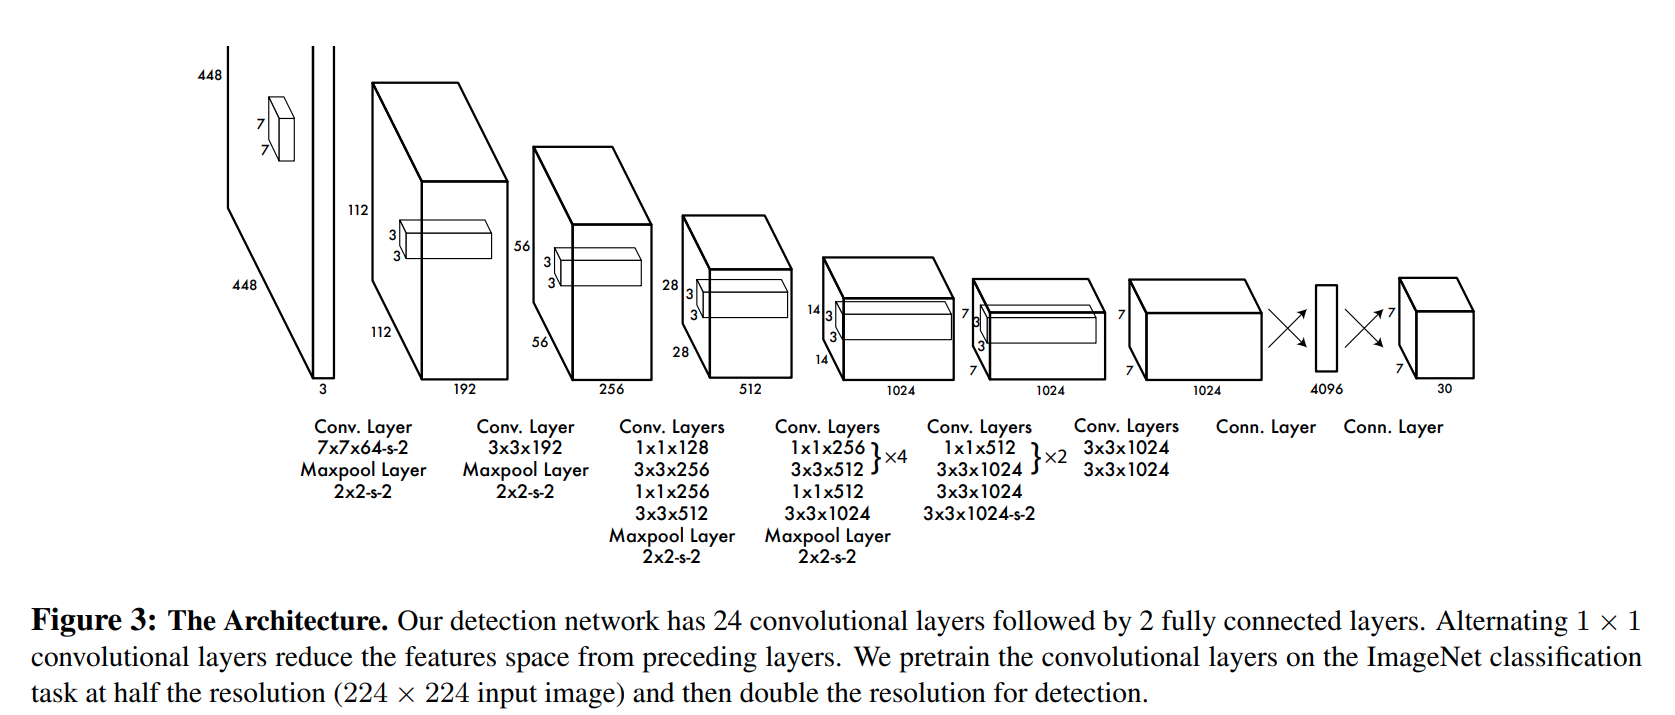 448
7
7
448
3
112
3
3
112
192
56
3
3
56
256
28
3
3
28
512
14
3
3
14
1024
7
3
3
7
1024
7
7
1024
4096
7
7
30
Conv. Layer
7x7x64-s-2
Maxpool Layer
2x2-s-2
Conv. Layer
3x3x192
Maxpool Layer
2x2-s-2
Conv. Layers
1x1x128
3x3x256
1x1x256
3x3x512
Maxpool Layer
2x2-s-2
Conv. Layers
1x1x256
3x3x512
}×4
1x1x512
3x3x1024
Maxpool Layer
2x2-s-2
Conv. Layers
1x1x512
3x3x1024
}×2
3x3x1024
3x3x1024-s-2
Conv. Layers
3x3x1024
3x3x1024
Conn. Layer
Conn. Layer
Figure 3: The Architecture. Our detection network has 24 convolutional layers followed by 2 fully connected layers. Alternating 1 × 1
convolutional layers reduce the features space from preceding layers. We pretrain the convolutional layers on the ImageNet classification
task at half the resolution (224 × 224 input image) and then double the resolution for detection.